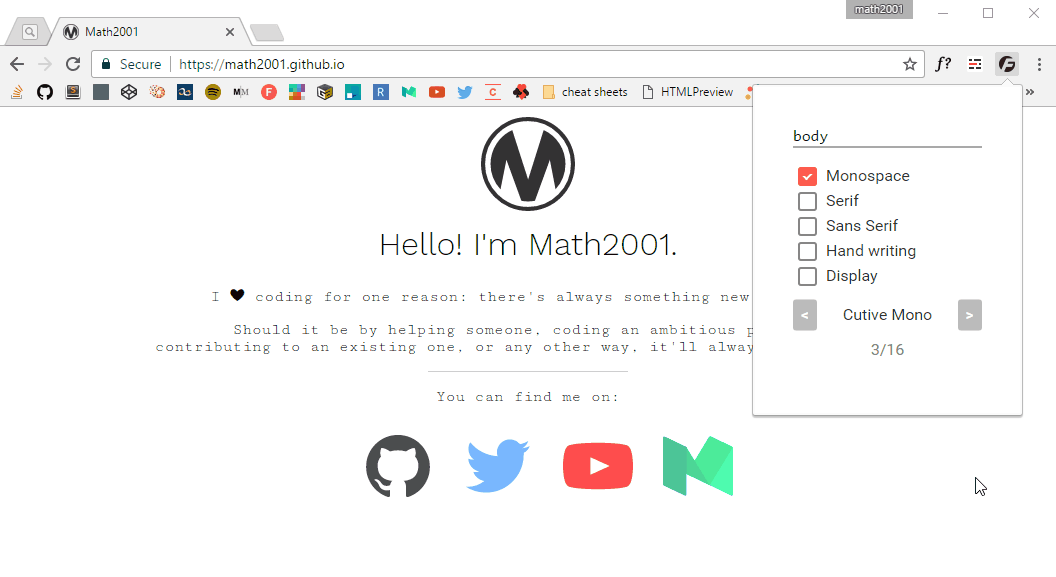 math2001
Math2001
Secure | https://math2001.github.io
f?
cheat sheets HTMLPreview »
body
Monospace
Serif
Sans Serif
Hand writing
Display
< Cutive Mono >
3/16
Hello! I'm Math2001.
I ♥ coding for one reason: there's always something new
Should it be by helping someone, coding an ambitious
contributing to an existing one, or any other way, it'll
You can find me on: